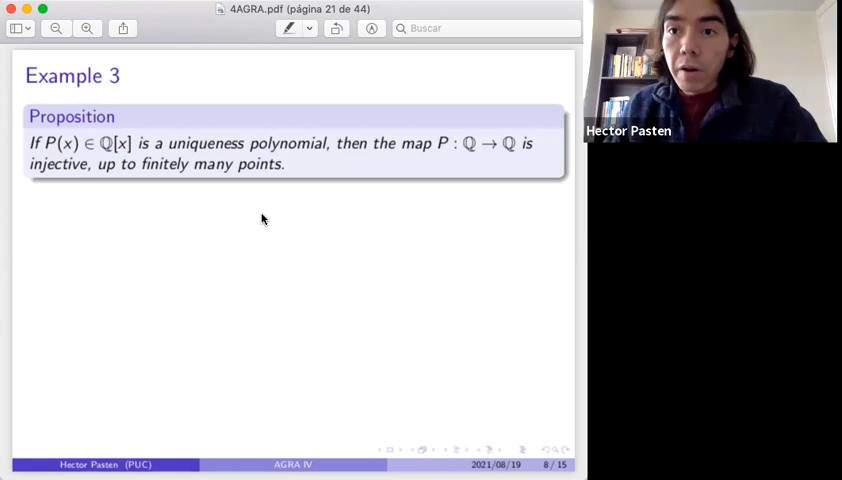 4AGRA.pdf (página 21 de 44)
Buscar
Example 3
Proposition
If P(x) ∈ ℚ[x] is a uniqueness polynomial, then the map P : ℚ → ℚ is
injective, up to finitely many points.
Hector Pasten (PUC)
AGRA IV
2021/08/19
8 / 15
Hector Pasten